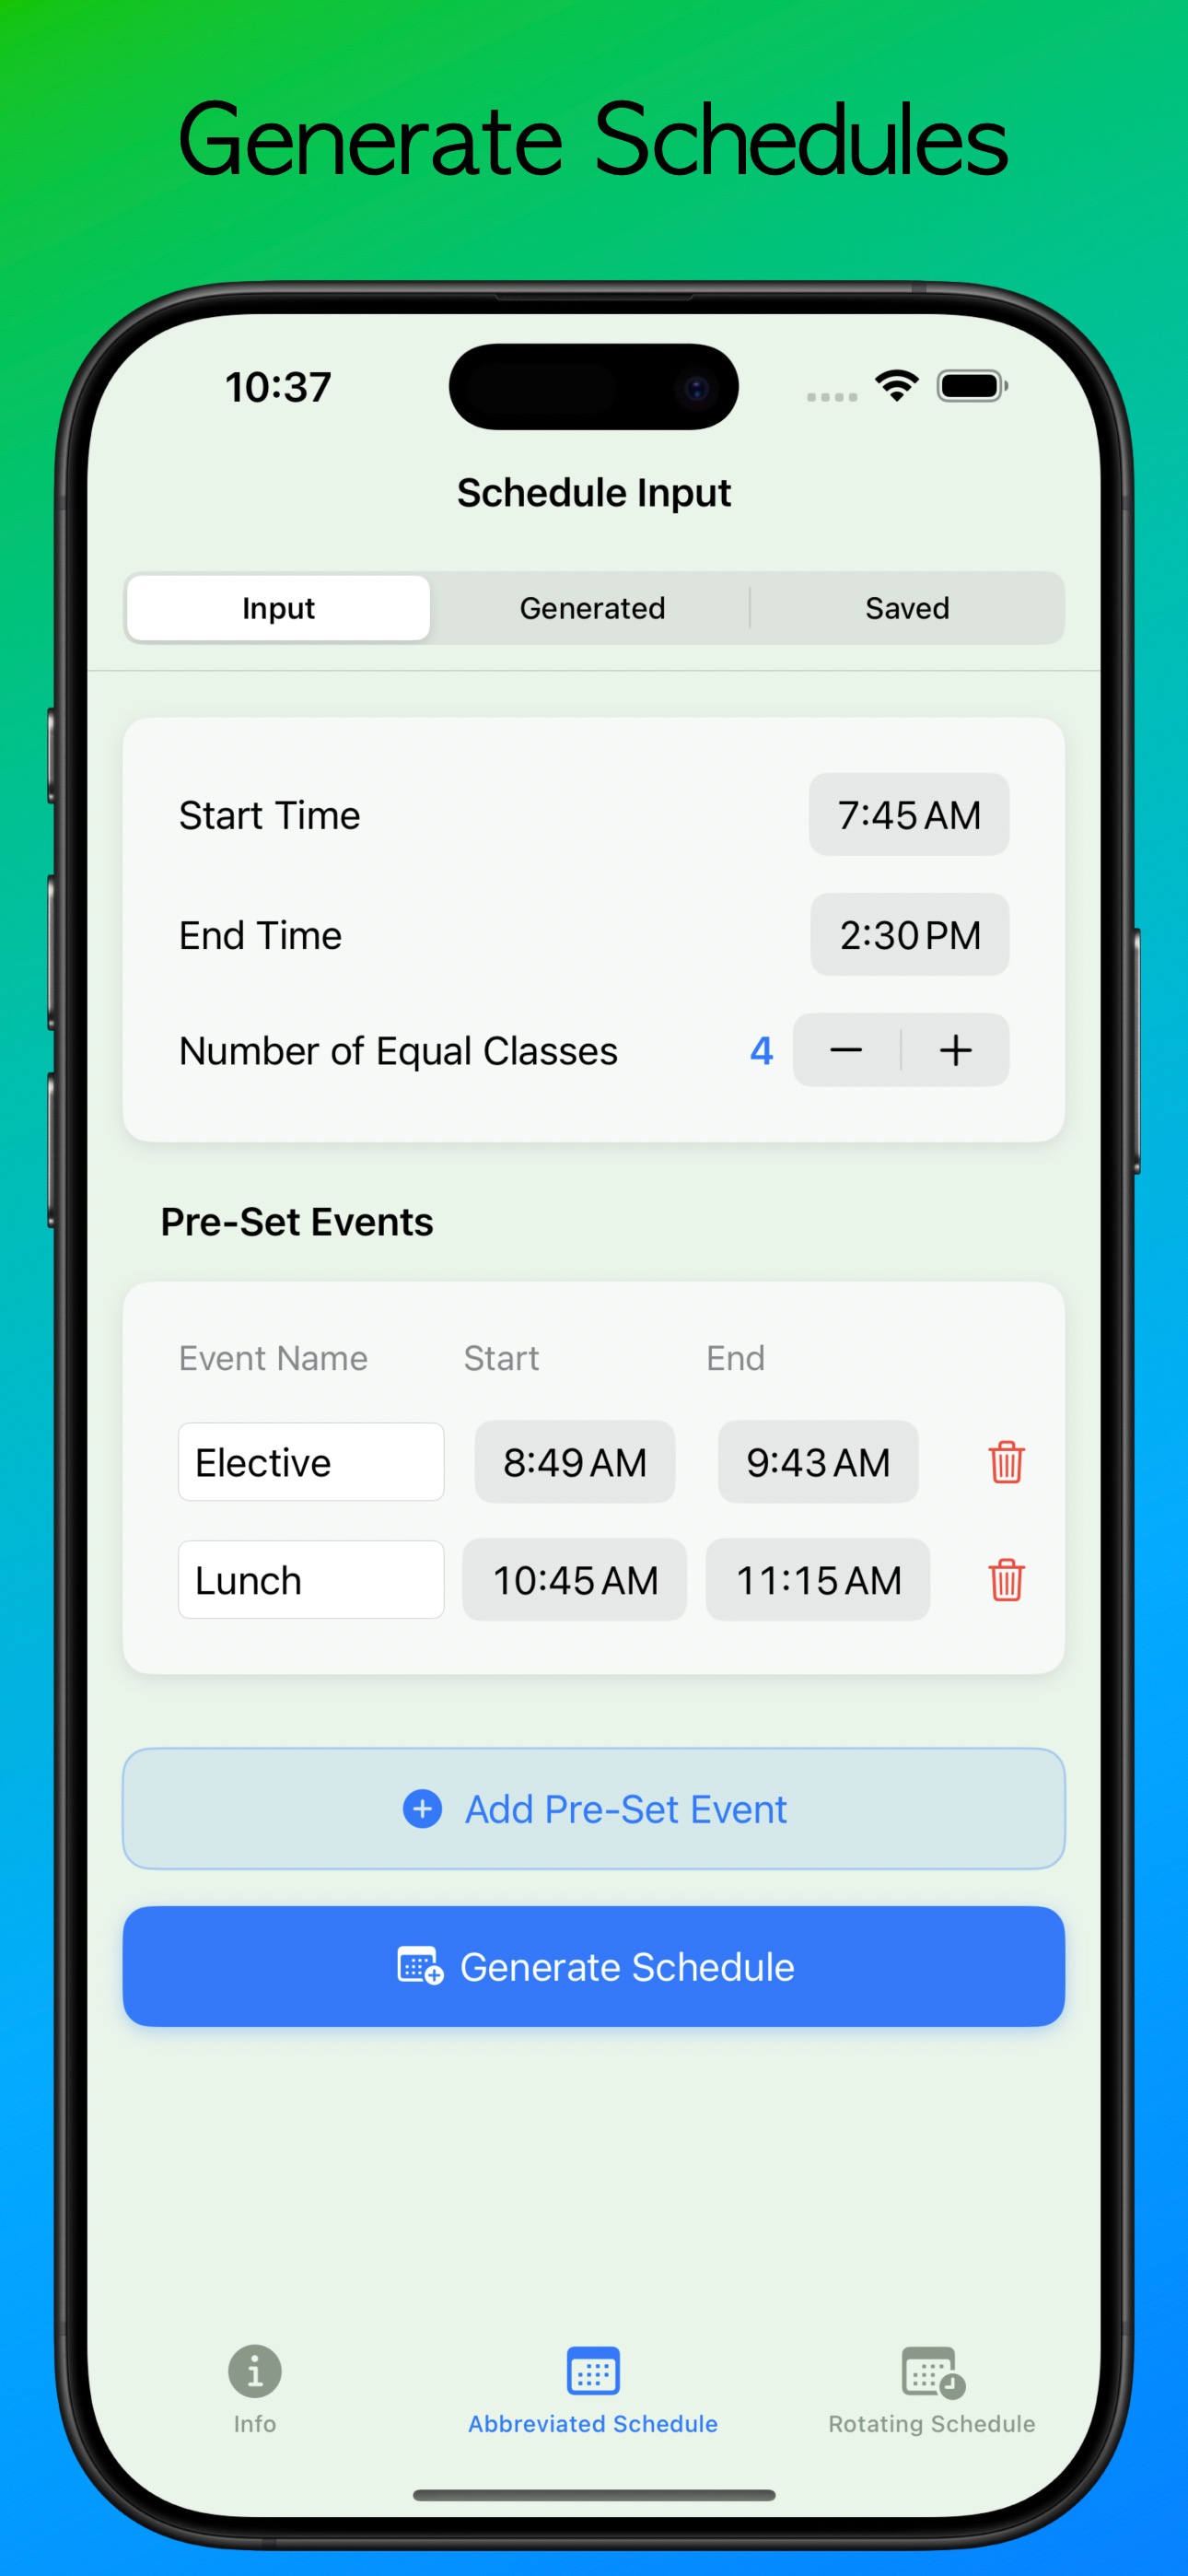 Generate Schedules
10:37
Schedule Input
Input Generated Saved
Start Time 7:45 AM
End Time 2:30 PM
Number of Equal Classes 4 − +
Pre-Set Events
Event Name Start End
Elective 8:49 AM 9:43 AM
Lunch 10:45 AM 11:15 AM
Add Pre-Set Event
Generate Schedule
Info Abbreviated Schedule Rotating Schedule